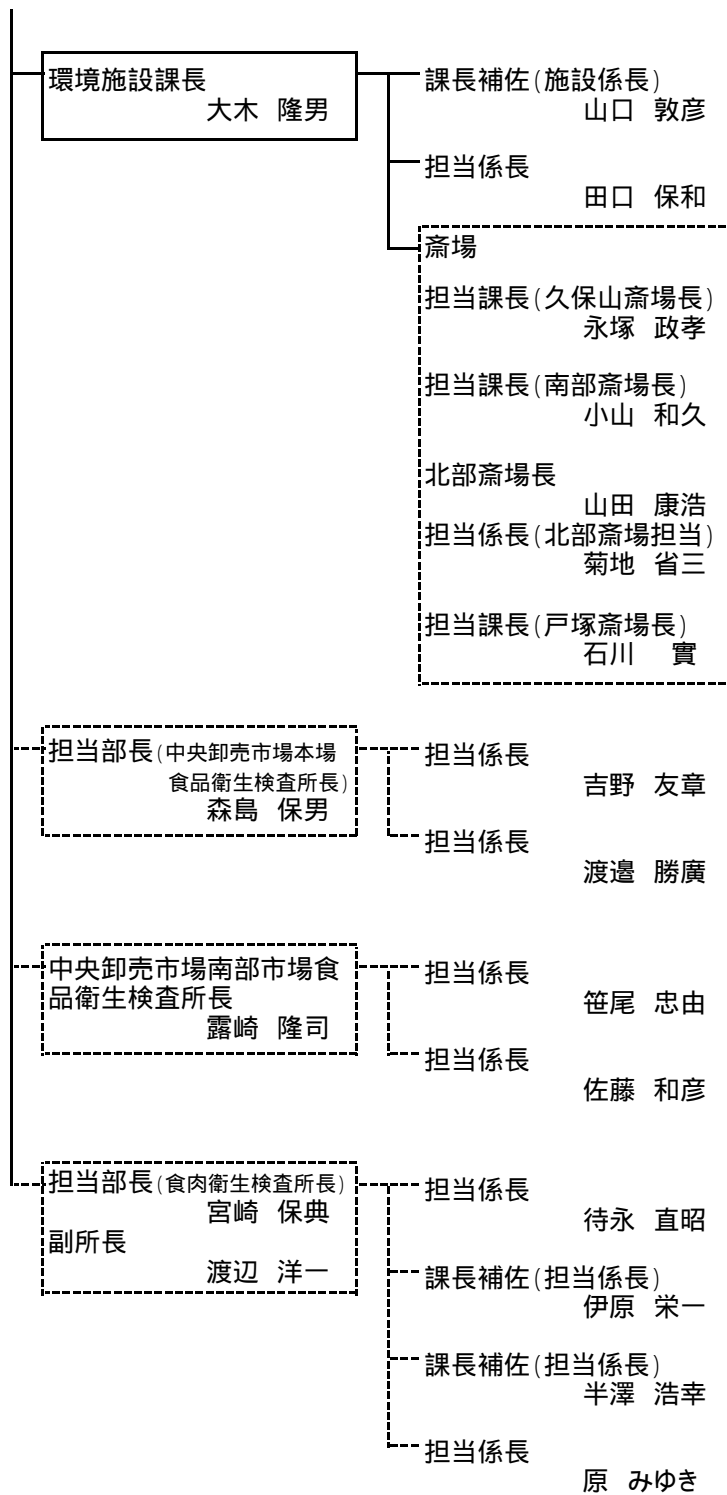 環境施設課長
大木 隆男
課長補佐(施設係長)
山口 敦彦
担当係長
田口 保和
斎場
担当課長(久保山斎場長)
永塚 政孝
担当課長(南部斎場長)
小山 和久
北部斎場長
山田 康浩
担当係長(北部斎場担当)
菊地 省三
担当課長(戸塚斎場長)
石川 實
担当部長(中央卸売市場本場
食品衛生検査所長)
森島 保男
担当係長
吉野 友章
担当係長
渡邉 勝廣
中央卸売市場南部市場食
品衛生検査所長
露崎 隆司
担当係長
笹尾 忠由
担当係長
佐藤 和彦
担当部長(食肉衛生検査所長)
宮崎 保典
副所長
渡辺 洋一
担当係長
待永 直昭
課長補佐(担当係長)
伊原 栄一
課長補佐(担当係長)
半澤 浩幸
担当係長
原 みゆき